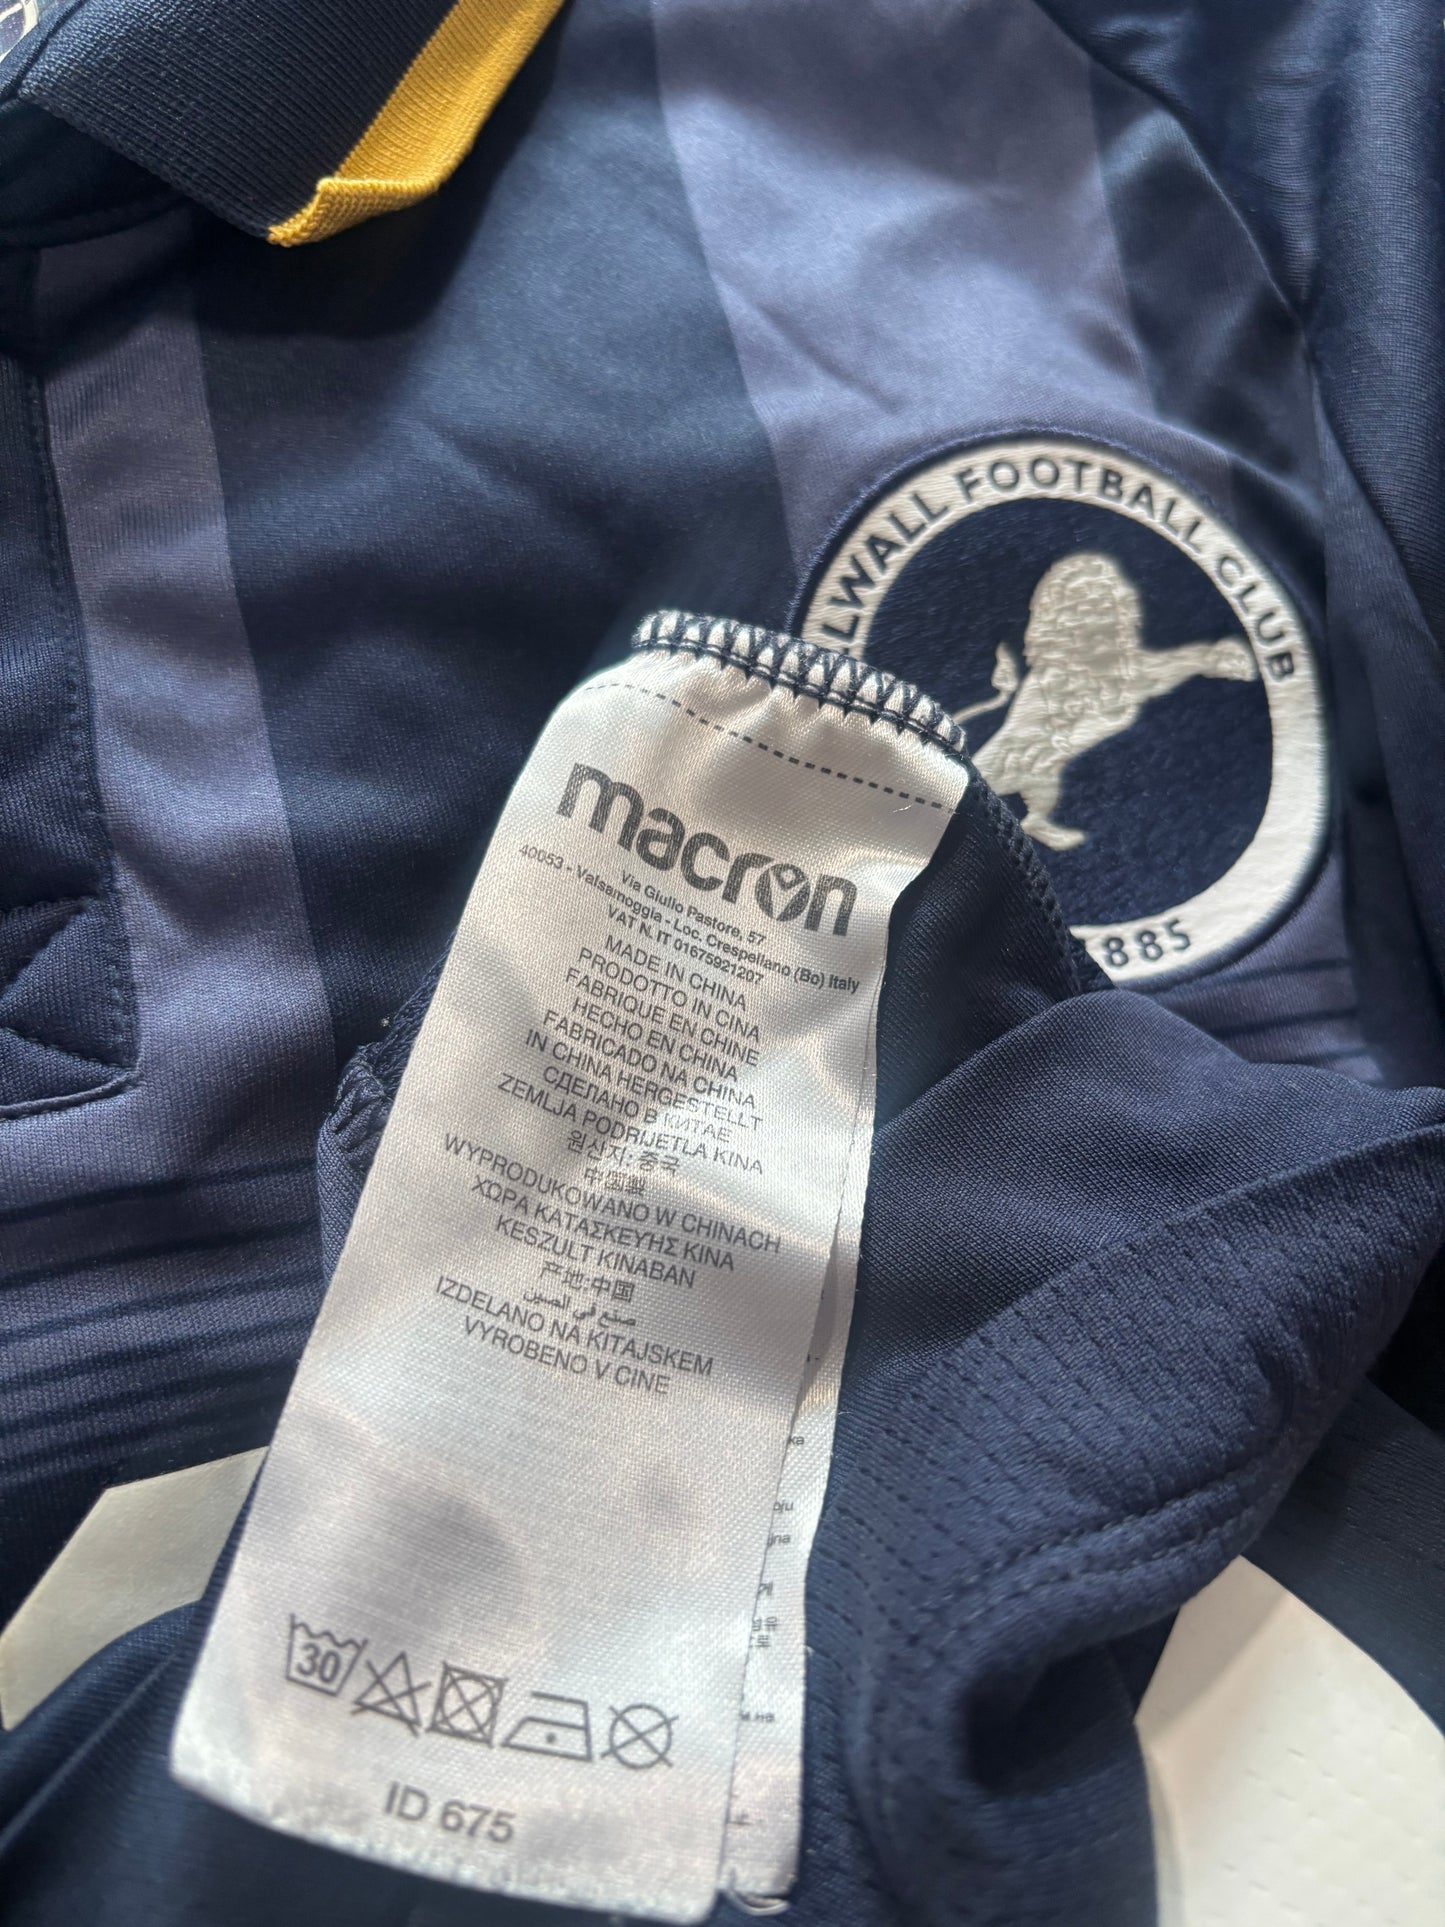 LLWALL FOOTBALL CLUB
1885
macron
Via Giulio Pastore, 57
40053 - Valsamoggia - Loc. Crespellano (Bo) Italy
VAT N. IT 01675921207
MADE IN CHINA
PRODOTTO IN CINA
FABRIQUE EN CHINE
HECHO EN CHINA
FABRICADO NA CHINA
IN CHINA HERGESTELLT
СДЕЛАНО В КИТАЕ
ZEMLJA PODRIJETLA KINA
원산지: 중국
中国製
WYPRODUKOWANO W CHINACH
ΧΩΡΑ ΚΑΤΑΣΚΕΥΗΣ ΚΙΝΑ
KESZULT KINABAN
产地:中国
صنع في الصين
IZDELANO NA KITAJSKEM
VYROBENO V CINE
30
ID 675